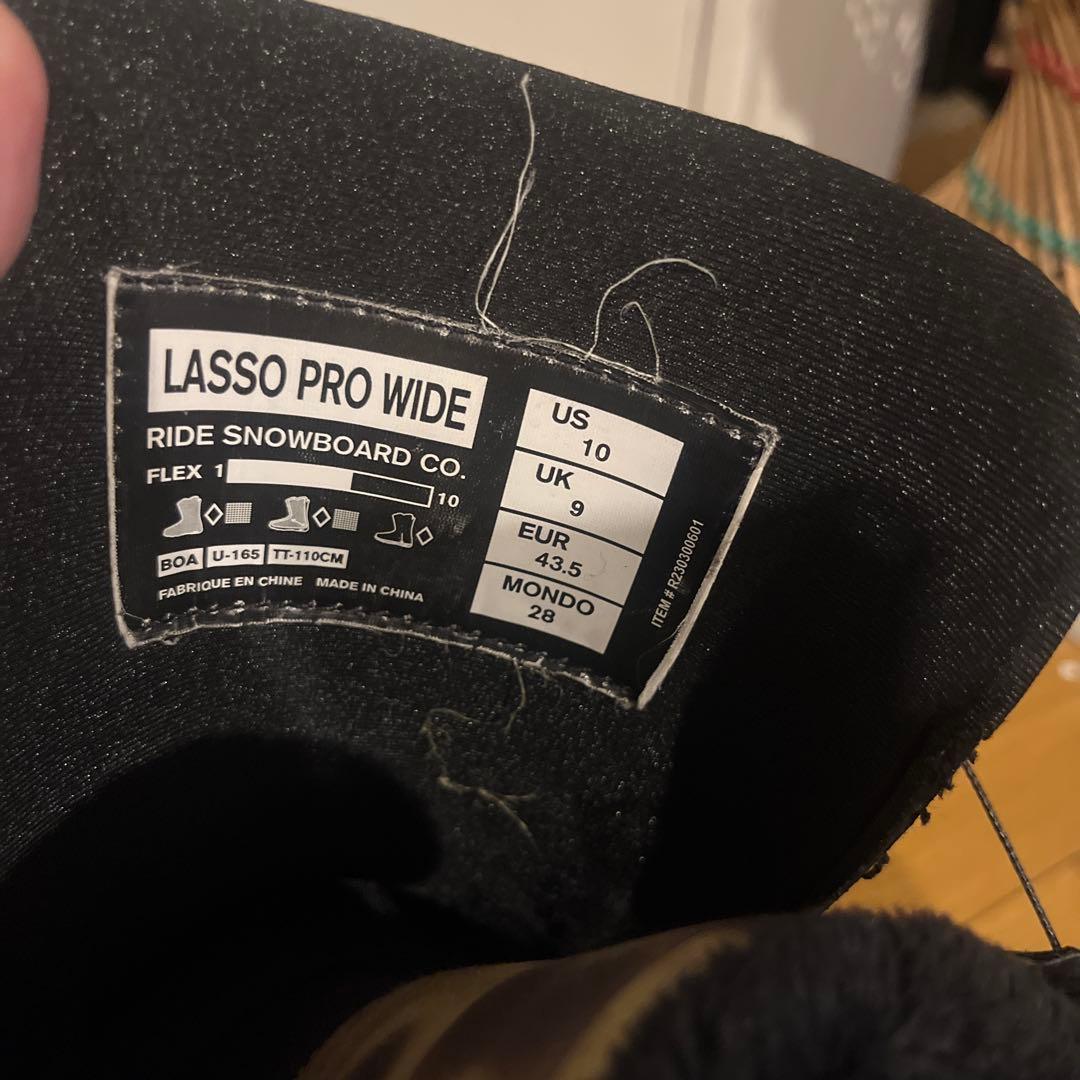 LASSO PRO WIDE
RIDE SNOWBOARD CO.
FLEX 1 10
BOA U-165 TT-110CM
FABRIQUE EN CHINE MADE IN CHINA
US
10
UK
9
EUR
43.5
MONDO
28
ITEM # R230300601